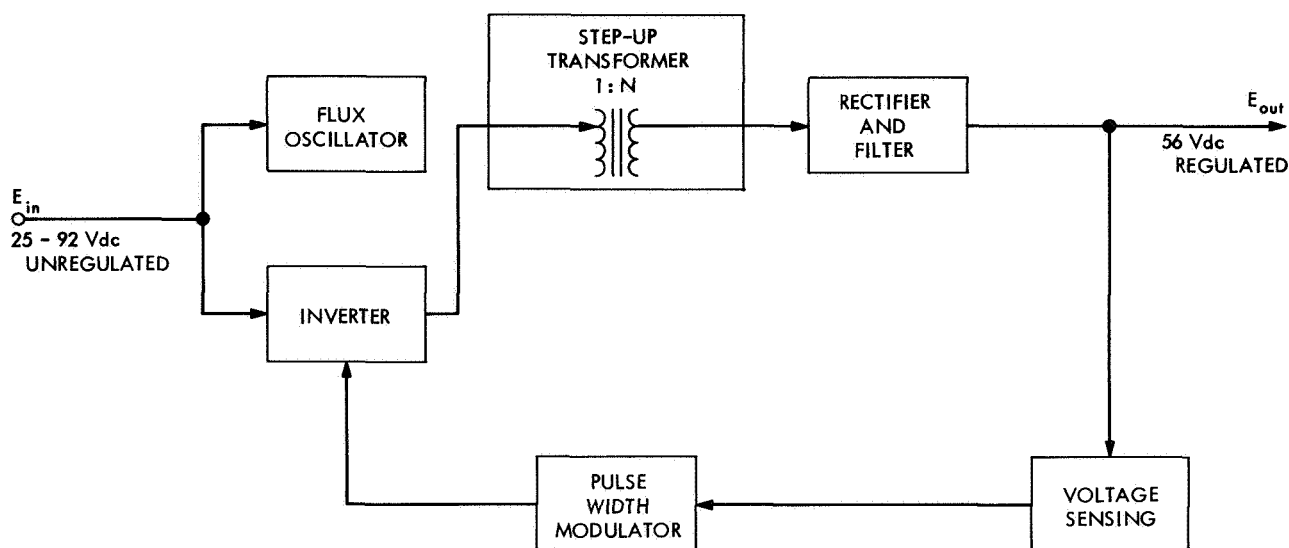 STEP-UP
TRANSFORMER
1:N
FLUX
OSCILLATOR
RECTIFIER
AND
FILTER
E_out
56 Vdc
REGULATED
E_in
25 - 92 Vdc
UNREGULATED
INVERTER
PULSE
WIDTH
MODULATOR
VOLTAGE
SENSING